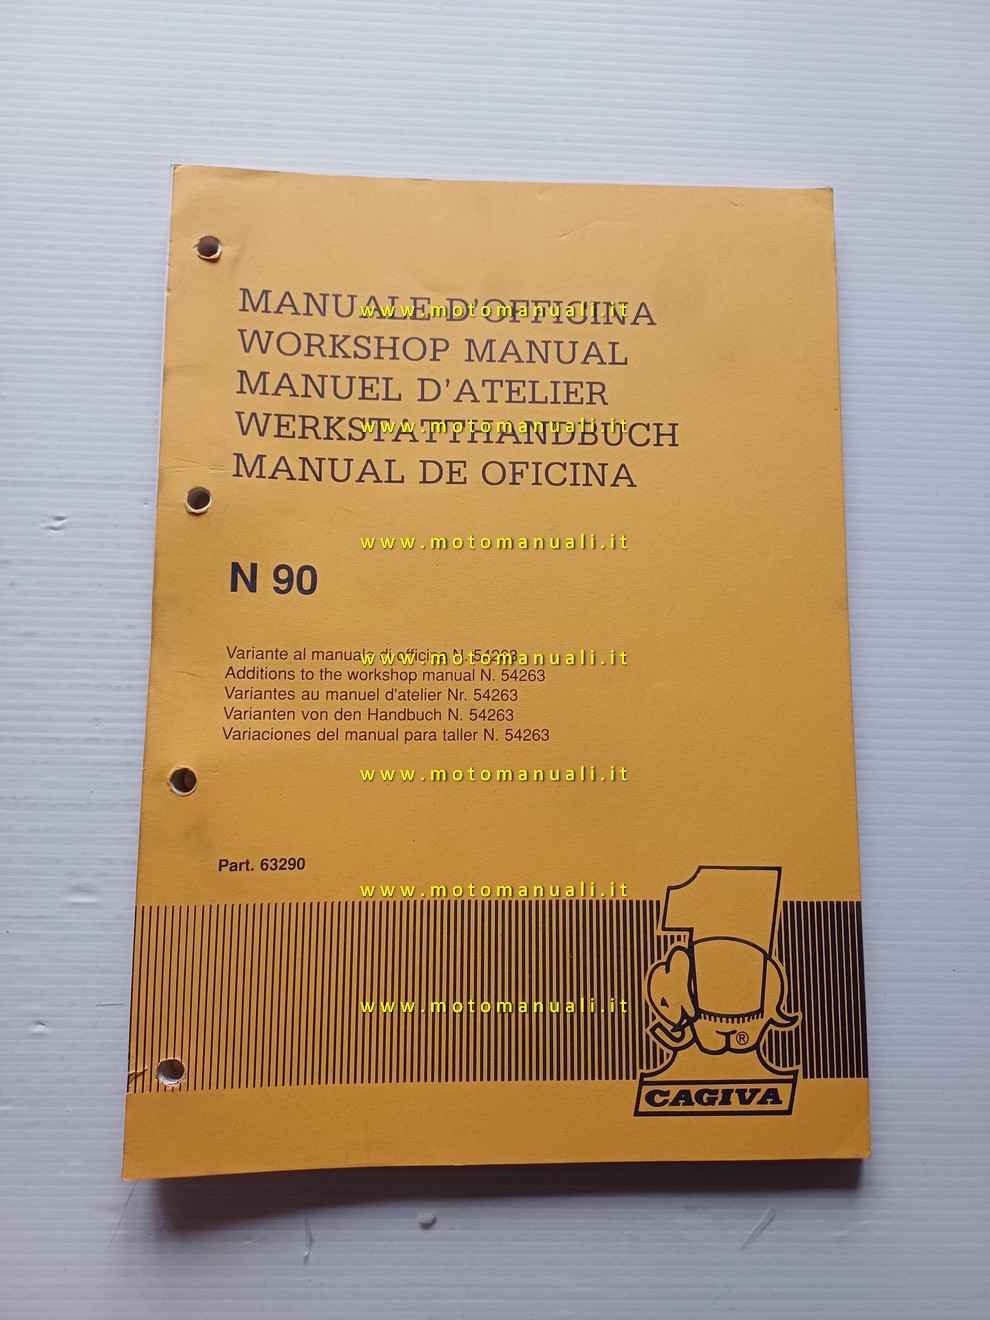 MANUALE D'OFFICINA
www.motomanuali.it
WORKSHOP MANUAL
MANUEL D'ATELIER
WERKSTATTHANDBUCH
www.motomanuali.it
MANUAL DE OFICINA
www.motomanuali.it
N 90
Variante al manuale di officina N. 54263
www.motomanuali.it
Additions to the workshop manual N. 54263
Variantes au manuel d'atelier Nr. 54263
Varianten von den Handbuch N. 54263
Variaciones del manual para taller N. 54263
www.motomanuali.it
Part. 63290
www.motomanuali.it
1
www.motomanuali.it
®
CAGIVA